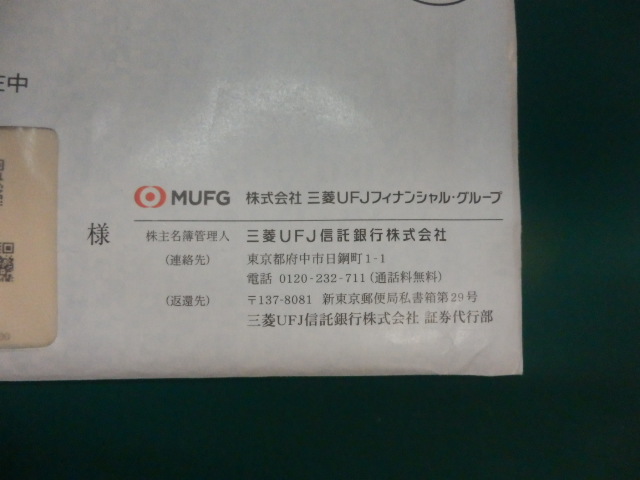 在中
MUFG 株式会社 三菱UFJフィナンシャル・グループ
様
株主名簿管理人 三菱UFJ信託銀行株式会社
(連絡先) 東京都府中市日鋼町1-1
電話 0120-232-711(通話料無料)
(返還先) 〒137-8081 新東京郵便局私書箱第29号
三菱UFJ信託銀行株式会社 証券代行部